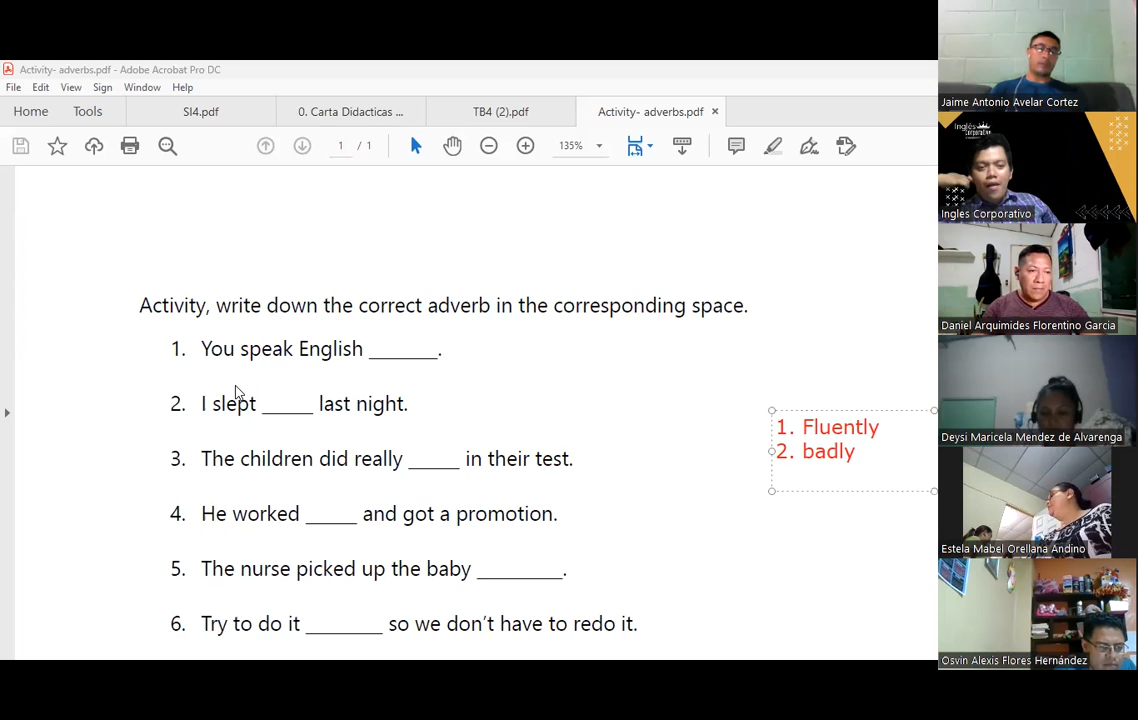 Activity- adverbs.pdf - Adobe Acrobat Pro DC
File Edit View Sign Window Help
Home Tools SI4.pdf 0. Carta Didacticas ... TB4 (2).pdf Activity- adverbs.pdf ×
1 / 1 135%
Activity, write down the correct adverb in the corresponding space.
1. You speak English _______.
2. I slept _____ last night.
3. The children did really _____ in their test.
4. He worked _____ and got a promotion.
5. The nurse picked up the baby ________.
6. Try to do it _______ so we don't have to redo it.
1. Fluently
2. badly
Jaime Antonio Avelar Cortez
Inglés
Corporativo
Ingles Corporativo
Daniel Arquimides Florentino Garcia
Deysi Maricela Mendez de Alvarenga
Estela Mabel Orellana Andino
Osvin Alexis Flores Hernández